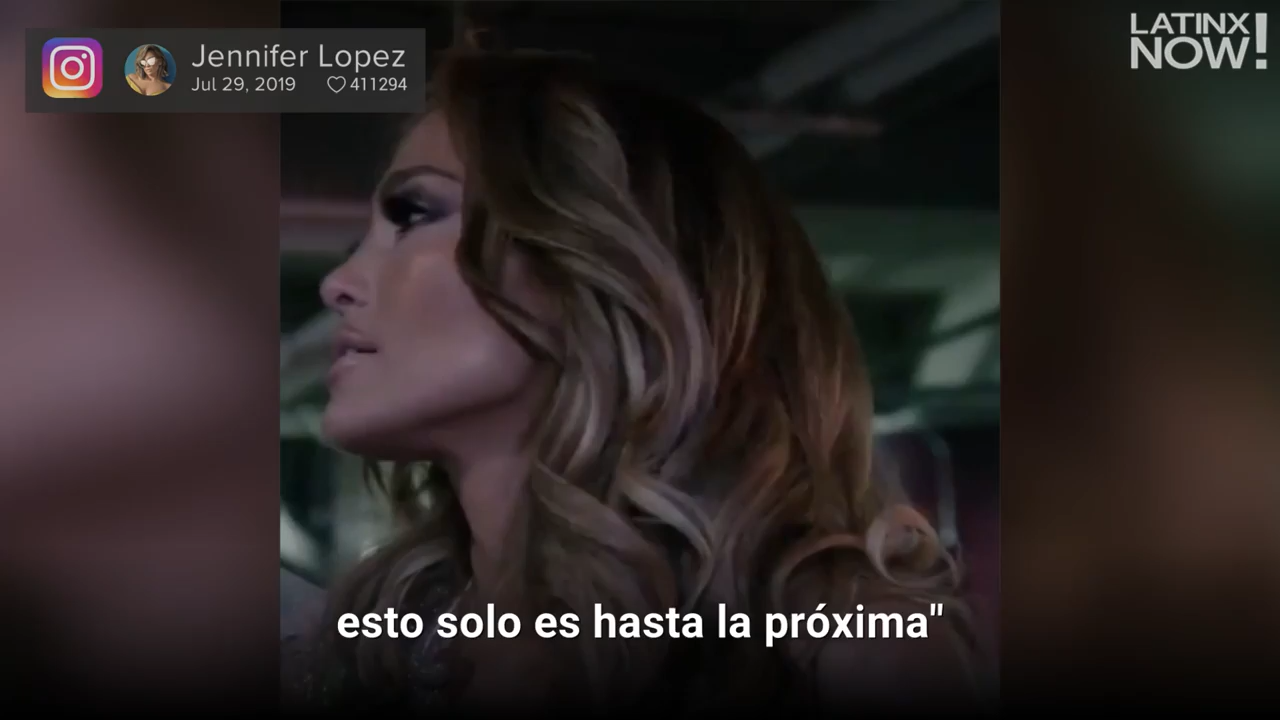 Jennifer Lopez
Jul 29, 2019 411294
LATINX
NOW!
esto solo es hasta la próxima"